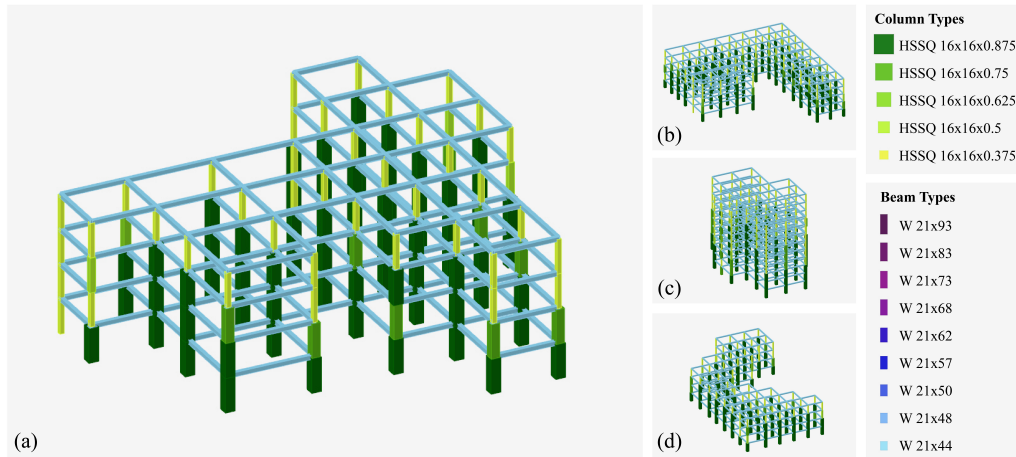 (a)
(b)
(c)
(d)
Column Types
HSSQ 16x16x0.875
HSSQ 16x16x0.75
HSSQ 16x16x0.625
HSSQ 16x16x0.5
HSSQ 16x16x0.375
Beam Types
W 21x93
W 21x83
W 21x73
W 21x68
W 21x62
W 21x57
W 21x50
W 21x48
W 21x44